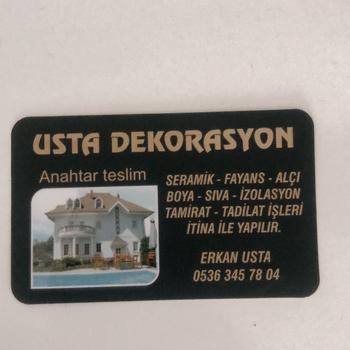 USTA DEKORASYON
Anahtar teslim
SERAMİK - FAYANS - ALÇI
BOYA - SIVA - İZOLASYON
TAMİRAT - TADİLAT İŞLERİ
İTİNA İLE YAPILIR.
ERKAN USTA
0536 345 78 04